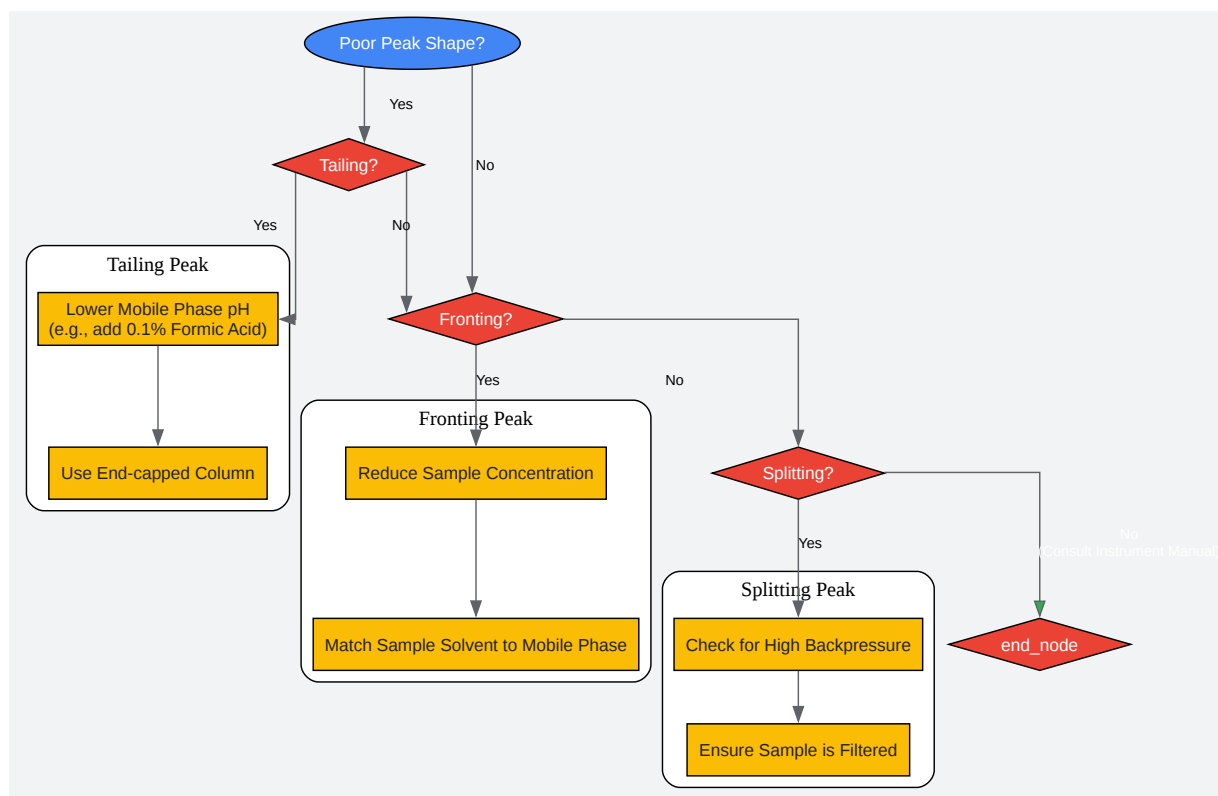 Poor Peak Shape?
Yes
Tailing?
No
Yes
No
Tailing Peak
Lower Mobile Phase pH
(e.g., add 0.1% Formic Acid)
Fronting?
Yes
No
Fronting Peak
Use End-capped Column
Reduce Sample Concentration
Splitting?
No
(Consult Instrument Manual)
Yes
Splitting Peak
Match Sample Solvent to Mobile Phase
Check for High Backpressure
end_node
Ensure Sample is Filtered